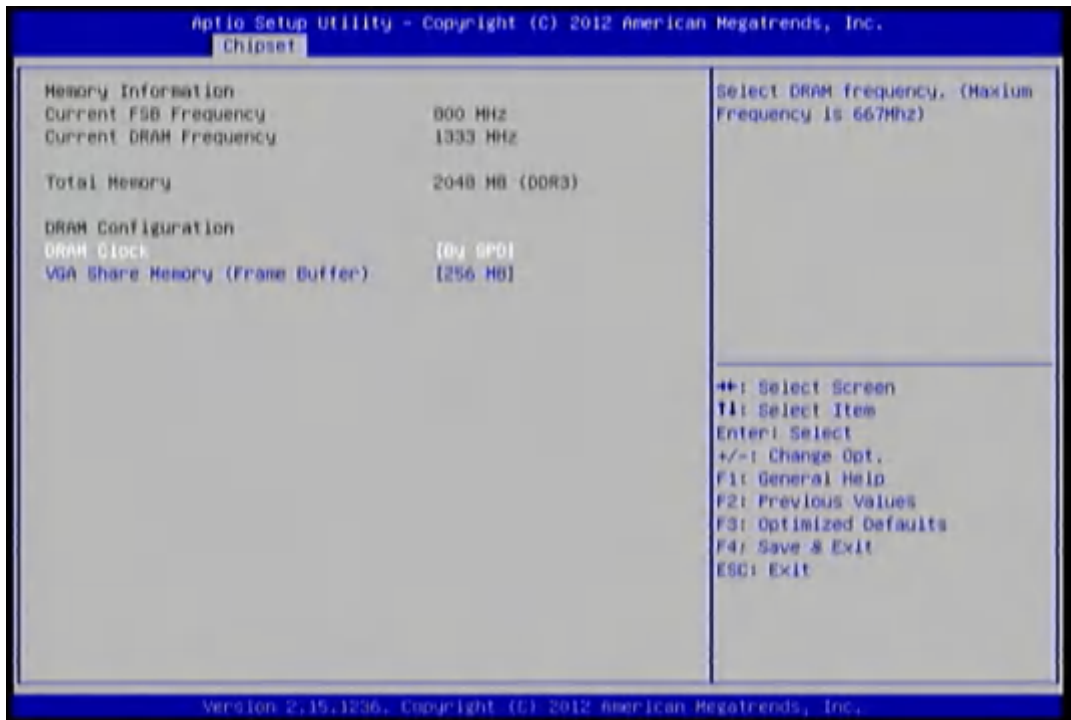 Aptio Setup Utility - Copyright (C) 2012 American Megatrends, Inc.
Chipset
Memory Information
Current FSB Frequency 800 MHz
Current DRAM Frequency 1333 MHz
Total Memory 2048 MB (DDR3)
DRAM Configuration
DRAM Clock [By SPD]
VGA Share Memory (Frame Buffer) [256 MB]
Select DRAM frequency. (Maxium
Frequency is 667Mhz)
→←: Select Screen
↑↓: Select Item
Enter: Select
+/-: Change Opt.
F1: General Help
F2: Previous Values
F3: Optimized Defaults
F4: Save & Exit
ESC: Exit
Version 2.15.1236. Copyright (C) 2012 American Megatrends, Inc.